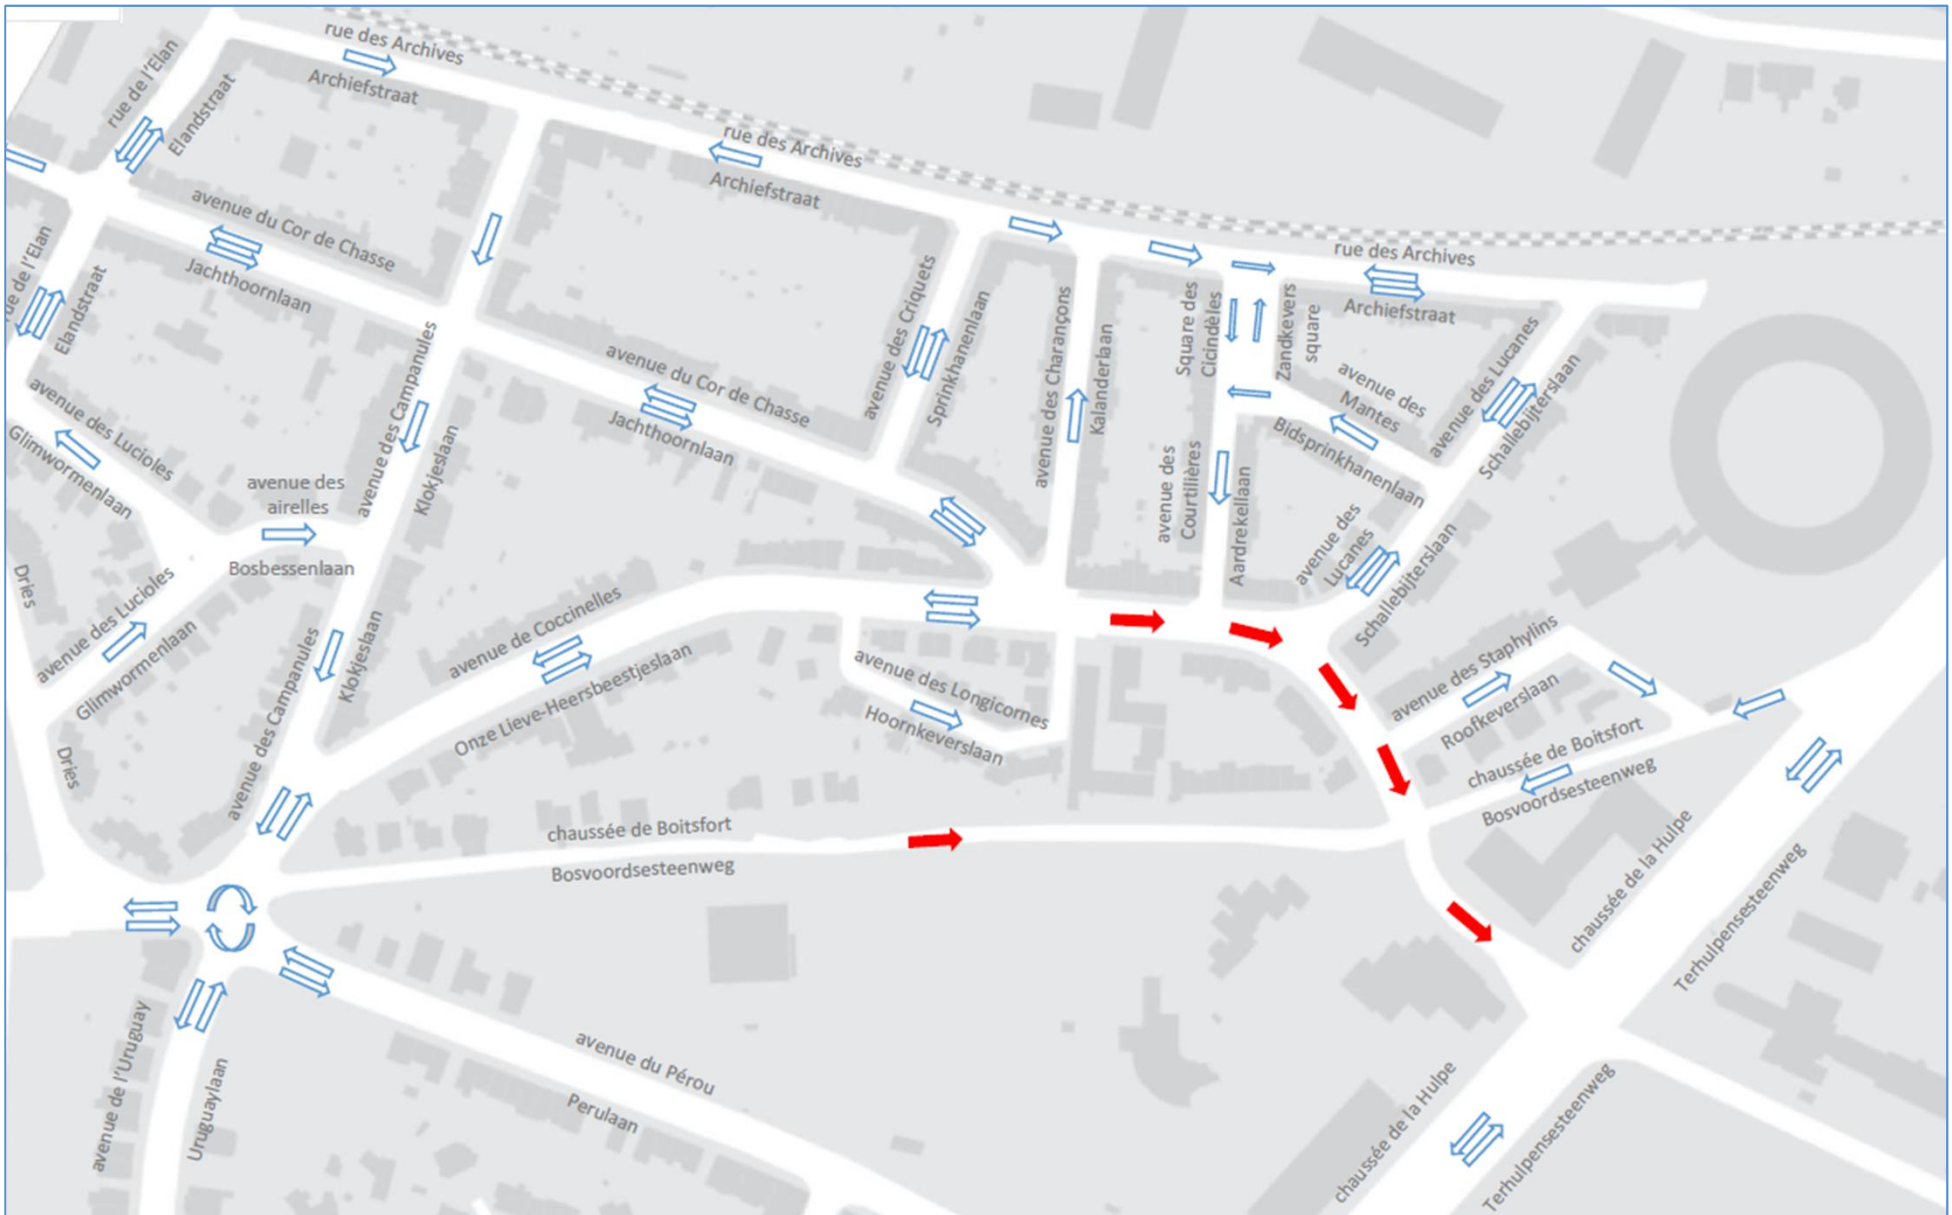 rue des Archives
Archiefstraat
rue de l'Elan
Elandstraat
rue des Archives
Archiefstraat
avenue du Cor de Chasse
Jachthoornlaan
rue de l'Elan
Elandstraat
rue des Archives
Archiefstraat
avenue des Criquets
Sprinkhanenlaan
avenue des Charançons
Kalanderlaan
Square des
Cicindèles
Zandkevers
square
avenue des
Mantes
Bidsprinkhanenlaan
avenue des Lucanes
Schallebijterslaan
avenue du Cor de Chasse
Jachthoornlaan
avenue des Campanules
Klokjeslaan
avenue des Lucioles
Glimwormenlaan
avenue des
airelles
Bosbessenlaan
avenue des
Courtilières
Aardrekellaan
avenue des
Lucanes
Schallebijterslaan
Dries
avenue des Lucioles
Glimwormenlaan
avenue des Campanules
Klokjeslaan
avenue de Coccinelles
Onze Lieve-Heersbeestjeslaan
avenue des Longicornes
Hoornkeverslaan
avenue des Staphylins
Roofkeverslaan
chaussée de Boitsfort
Bosvoordsesteenweg
Dries
chaussée de Boitsfort
Bosvoordsesteenweg
chaussée de la Hulpe
Terhulpensesteenweg
avenue de l'Uruguay
Uruguaylaan
avenue du Pérou
Perulaan
chaussée de la Hulpe
Terhulpensesteenweg